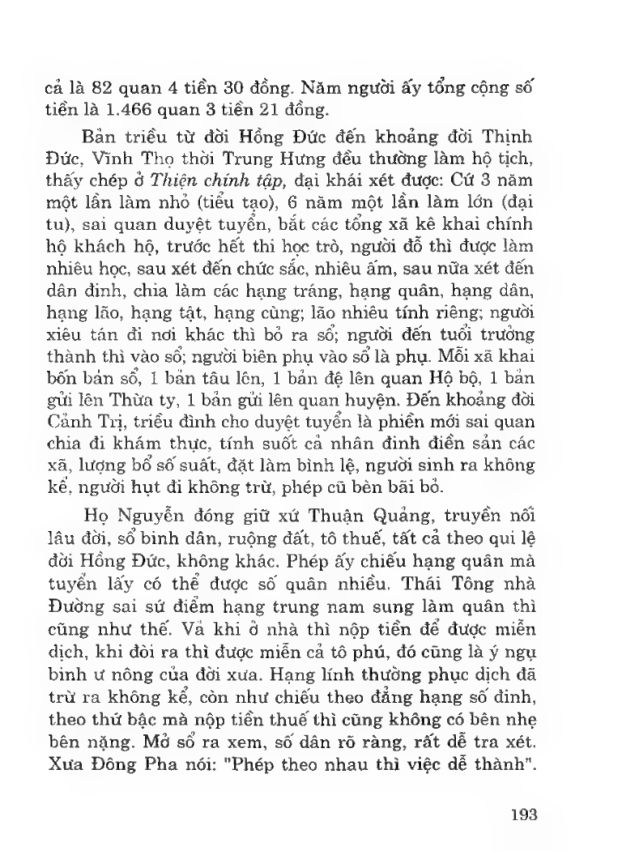 cả là 82 quan 4 tiền 30 đồng. Năm người ấy tổng cộng số
tiền là 1.466 quan 3 tiền 21 đồng.
Bản triều từ đời Hồng Đức đến khoảng đời Thịnh
Đức, Vĩnh Thọ thời Trung Hưng đều thường làm hộ tịch,
thấy chép ở Thiện chính tập, đại khái xét được: Cứ 3 năm
một lần làm nhỏ (tiểu tạo), 6 năm một lần làm lớn (đại
tu), sai quan duyệt tuyển, bắt các tổng xã kê khai chính
hộ khách hộ, trước hết thi học trò, người đỗ thì được làm
nhiêu học, sau xét đến chức sắc, nhiêu ấm, sau nữa xét đến
dân đinh, chia làm các hạng tráng, hạng quân, hạng dân,
hạng lão, hạng tật, hạng cùng; lão nhiêu tính riêng; người
xiêu tán đi nơi khác thì bỏ ra sổ; người đến tuổi trưởng
thành thì vào sổ; người biên phụ vào sổ là phụ. Mỗi xã khai
bốn bản sổ, 1 bản tâu lên, 1 bản đệ lên quan Hộ bộ, 1 bản
gửi lên Thừa ty, 1 bản gửi lên quan huyện. Đến khoảng đời
Cảnh Trị, triều đình cho duyệt tuyển là phiền mới sai quan
chia đi khám thực, tính suốt cả nhân đinh điền sản các
xã, lượng bổ số suất, đặt làm bình lệ, người sinh ra không
kể, người hụt đi không trừ, phép cũ bèn bãi bỏ.
Họ Nguyễn đóng giữ xứ Thuận Quảng, truyền nối
lâu đời, sổ binh dân, ruộng đất, tô thuế, tất cả theo qui lệ
đời Hồng Đức, không khác. Phép ấy chiếu hạng quân mà
tuyển lấy có thể được số quân nhiều. Thái Tông nhà
Đường sai sứ điểm hạng trung nam sung làm quân thì
cũng như thế. Vả khi ở nhà thì nộp tiền để được miễn
dịch, khi đòi ra thì được miễn cả tô phú, đó cũng là ý ngụ
binh ư nông của đời xưa. Hạng lính thường phục dịch đã
trừ ra không kể, còn như chiếu theo đẳng hạng số đinh,
theo thứ bậc mà nộp tiền thuế thì cũng không có bên nhẹ
bên nặng. Mở sổ ra xem, số dân rõ ràng, rất dễ tra xét.
Xưa Đông Pha nói: "Phép theo nhau thì việc dễ thành".
193